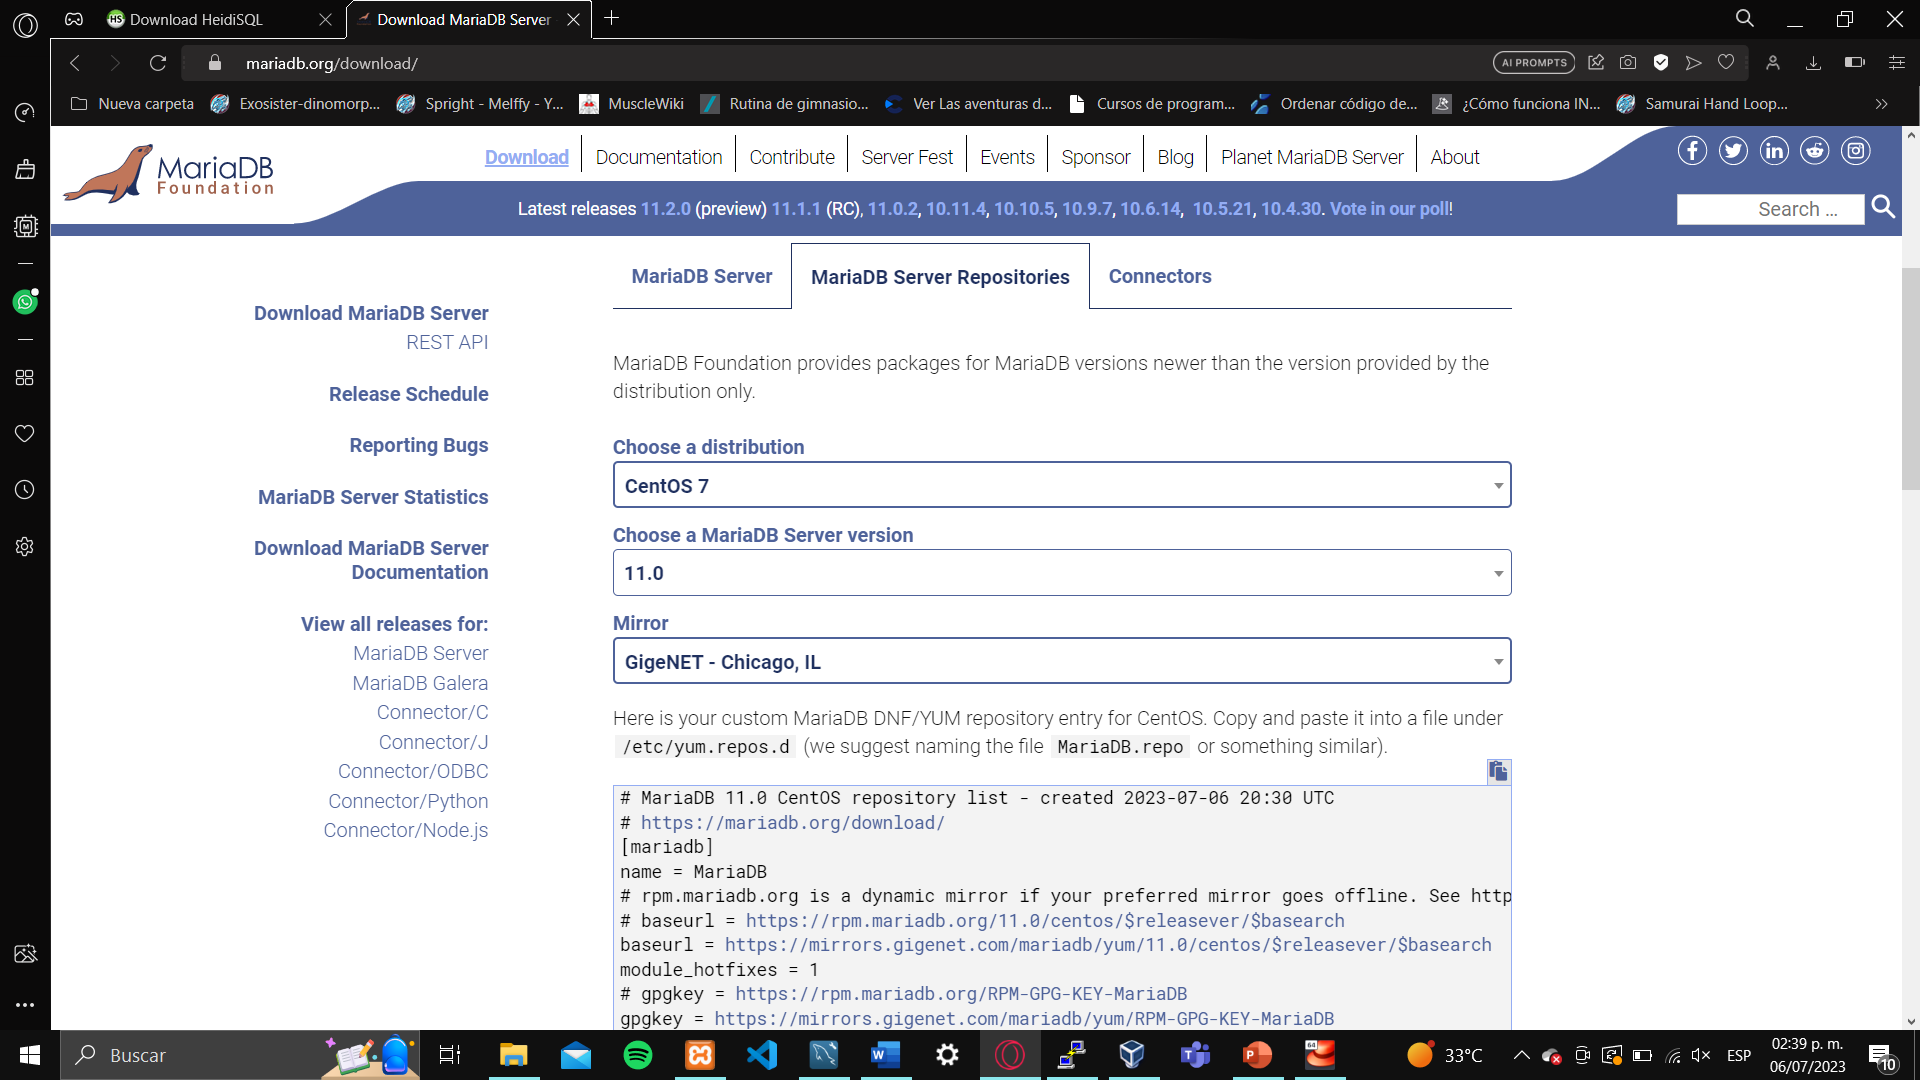 Download HeidiSQL
Download MariaDB Server
mariadb.org/download/
AI PROMPTS
Nueva carpeta
Exosister-dinomorp...
Spright - Melffy - Y...
MuscleWiki
Rutina de gimnasio...
Ver Las aventuras d...
Cursos de program...
Ordenar código de...
¿Cómo funciona IN...
Samurai Hand Loop...
MariaDB
Foundation
Download
Documentation
Contribute
Server Fest
Events
Sponsor
Blog
Planet MariaDB Server
About
Latest releases 11.2.0 (preview) 11.1.1 (RC), 11.0.2, 10.11.4, 10.10.5, 10.9.7, 10.6.14, 10.5.21, 10.4.30. Vote in our poll!
Search ...
MariaDB Server
MariaDB Server Repositories
Connectors
Download MariaDB Server
REST API
Release Schedule
Reporting Bugs
MariaDB Server Statistics
Download MariaDB Server
Documentation
View all releases for:
MariaDB Server
MariaDB Galera
Connector/C
Connector/J
Connector/ODBC
Connector/Python
Connector/Node.js
MariaDB Foundation provides packages for MariaDB versions newer than the version provided by the
distribution only.
Choose a distribution
CentOS 7
Choose a MariaDB Server version
11.0
Mirror
GigeNET - Chicago, IL
Here is your custom MariaDB DNF/YUM repository entry for CentOS. Copy and paste it into a file under
/etc/yum.repos.d (we suggest naming the file MariaDB.repo or something similar).
# MariaDB 11.0 CentOS repository list - created 2023-07-06 20:30 UTC
# https://mariadb.org/download/
[mariadb]
name = MariaDB
# rpm.mariadb.org is a dynamic mirror if your preferred mirror goes offline. See http
# baseurl = https://rpm.mariadb.org/11.0/centos/$releasever/$basearch
baseurl = https://mirrors.gigenet.com/mariadb/yum/11.0/centos/$releasever/$basearch
module_hotfixes = 1
# gpgkey = https://rpm.mariadb.org/RPM-GPG-KEY-MariaDB
gpgkey = https://mirrors.gigenet.com/mariadb/yum/RPM-GPG-KEY-MariaDB
Buscar
33°C
ESP
02:39 p. m.
06/07/2023
10